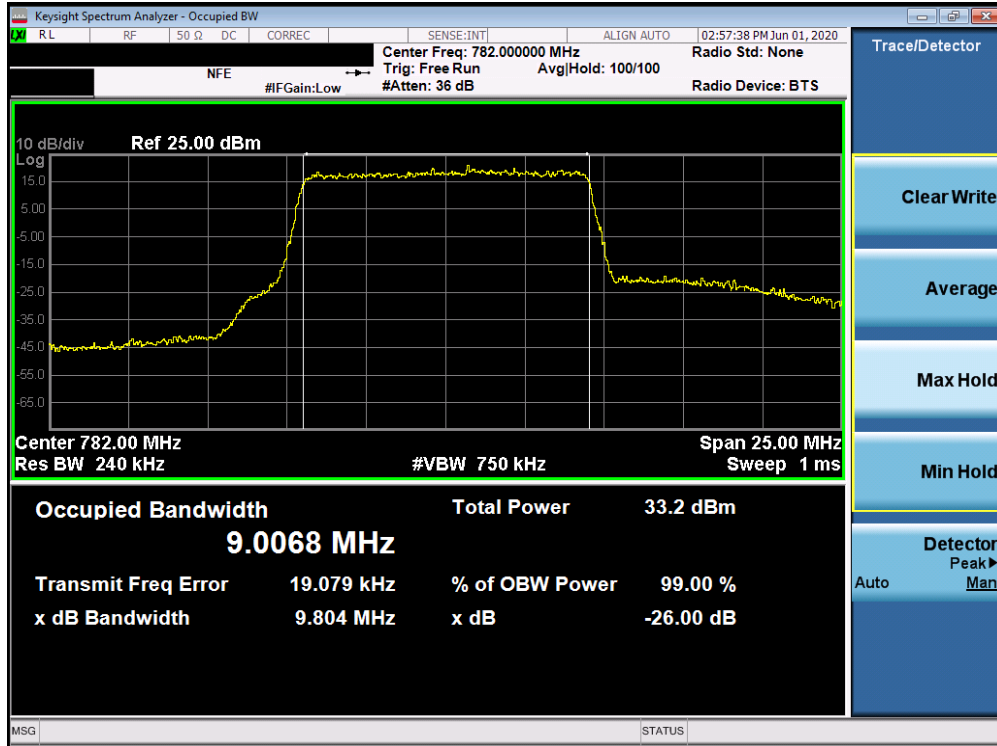 Keysight Spectrum Analyzer - Occupied BW
LXI RL RF 50 Ω DC CORREC SENSE:INT ALIGN AUTO 02:57:38 PM Jun 01, 2020
Center Freq: 782.000000 MHz Radio Std: None
NFE Trig: Free Run Avg|Hold: 100/100
#IFGain:Low #Atten: 36 dB Radio Device: BTS
10 dB/div Ref 25.00 dBm
Log
15.0
5.00
-5.00
-15.0
-25.0
-35.0
-45.0
-55.0
-65.0
Center 782.00 MHz Span 25.00 MHz
Res BW 240 kHz #VBW 750 kHz Sweep 1 ms
Occupied Bandwidth Total Power 33.2 dBm
9.0068 MHz
Transmit Freq Error 19.079 kHz % of OBW Power 99.00 %
x dB Bandwidth 9.804 MHz x dB -26.00 dB
MSG STATUS
Trace/Detector
Clear Write
Average
Max Hold
Min Hold
Detector
Peak▶
Auto Man